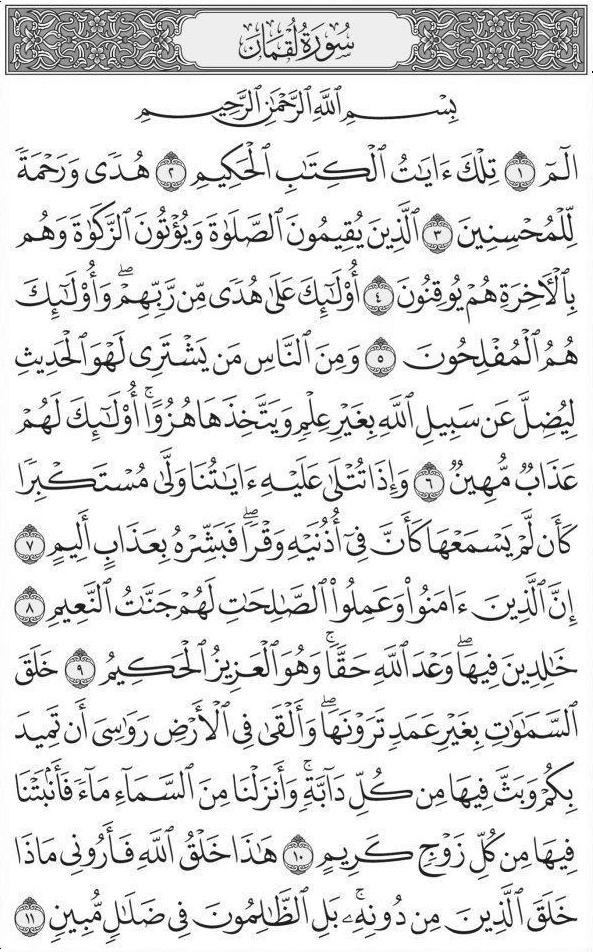 سُورَةُ لُقْمَان
بِسْمِ ٱللَّهِ ٱلرَّحْمَٰنِ ٱلرَّحِيمِ
الٓمٓ ١ تِلْكَ ءَايَٰتُ ٱلْكِتَٰبِ ٱلْحَكِيمِ ٢ هُدًى وَرَحْمَةً
لِّلْمُحْسِنِينَ ٣ ٱلَّذِينَ يُقِيمُونَ ٱلصَّلَوٰةَ وَيُؤْتُونَ ٱلزَّكَوٰةَ وَهُم
بِٱلْأَخِرَةِ هُمْ يُوقِنُونَ ٤ أُوْلَٰٓئِكَ عَلَىٰ هُدًى مِّن رَّبِّهِمْۖ وَأُوْلَٰٓئِكَ
هُمُ ٱلْمُفْلِحُونَ ٥ وَمِنَ ٱلنَّاسِ مَن يَشْتَرِى لَهْوَ ٱلْحَدِيثِ
لِيُضِلَّ عَن سَبِيلِ ٱللَّهِ بِغَيْرِ عِلْمٍ وَيَتَّخِذَهَا هُزُوًاۚ أُوْلَٰٓئِكَ لَهُمْ
عَذَابٌ مُّهِينٌ ٦ وَإِذَا تُتْلَىٰ عَلَيْهِ ءَايَٰتُنَا وَلَّىٰ مُسْتَكْبِرًا
كَأَن لَّمْ يَسْمَعْهَا كَأَنَّ فِىٓ أُذُنَيْهِ وَقْرًاۖ فَبَشِّرْهُ بِعَذَابٍ أَلِيمٍ ٧
إِنَّ ٱلَّذِينَ ءَامَنُوا۟ وَعَمِلُوا۟ ٱلصَّٰلِحَٰتِ لَهُمْ جَنَّٰتُ ٱلنَّعِيمِ ٨
خَٰلِدِينَ فِيهَاۖ وَعْدَ ٱللَّهِ حَقًّاۚ وَهُوَ ٱلْعَزِيزُ ٱلْحَكِيمُ ٩ خَلَقَ
ٱلسَّمَٰوَٰتِ بِغَيْرِ عَمَدٍ تَرَوْنَهَاۖ وَأَلْقَىٰ فِى ٱلْأَرْضِ رَوَٰسِىَ أَن تَمِيدَ
بِكُمْ وَبَثَّ فِيهَا مِن كُلِّ دَآبَّةٍۚ وَأَنزَلْنَا مِنَ ٱلسَّمَآءِ مَآءً فَأَنۢبَتْنَا
فِيهَا مِن كُلِّ زَوْجٍ كَرِيمٍ ١٠ هَٰذَا خَلْقُ ٱللَّهِ فَأَرُونِى مَاذَا
خَلَقَ ٱلَّذِينَ مِن دُونِهِۦۚ بَلِ ٱلظَّٰلِمُونَ فِى ضَلَٰلٍ مُّبِينٍ ١١